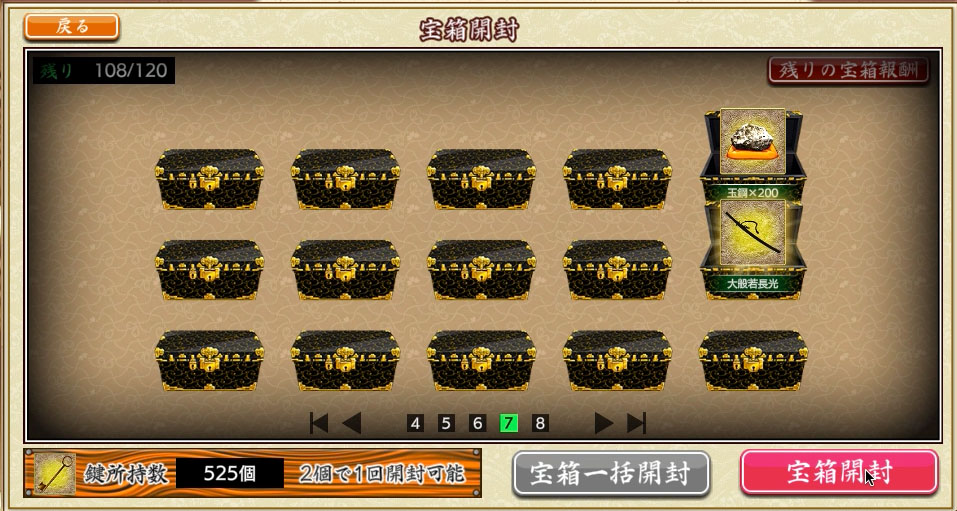 戻る
宝箱開封
残り 108/120
残りの宝箱報酬
玉鋼×200
大般若長光
4 5 6 7 8
鍵所持数 525個 2個で1回開封可能
宝箱一括開封
宝箱開封